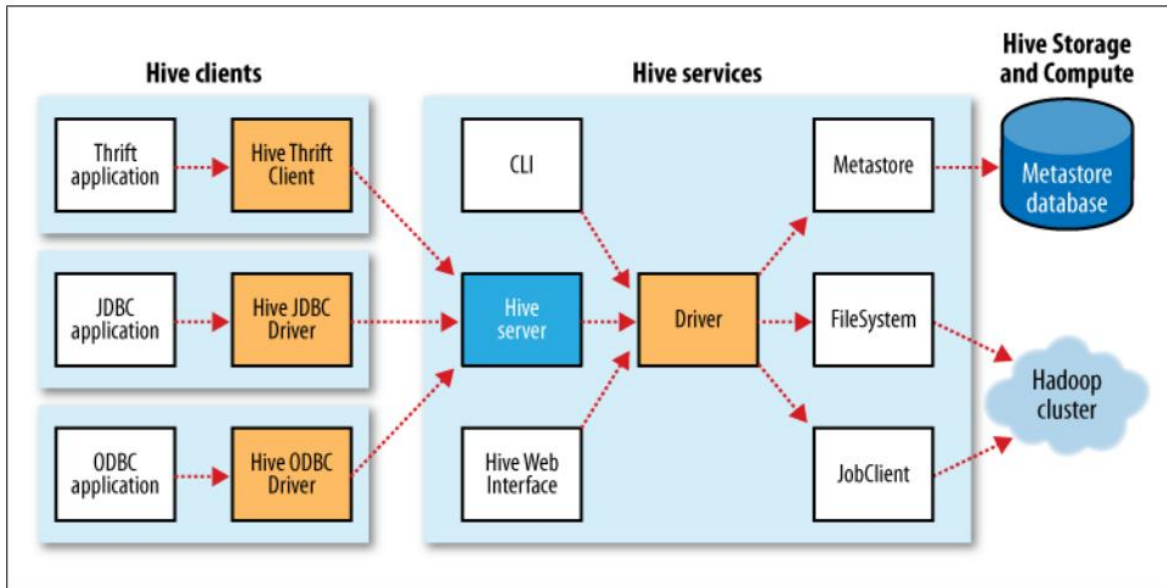 Hive clients
Thrift
application
Hive Thrift
Client
JDBC
application
Hive JDBC
Driver
ODBC
application
Hive ODBC
Driver
Hive services
CLI
Hive
server
Hive Web
Interface
Driver
Metastore
FileSystem
JobClient
Hive Storage
and Compute
Metastore
database
Hadoop
cluster